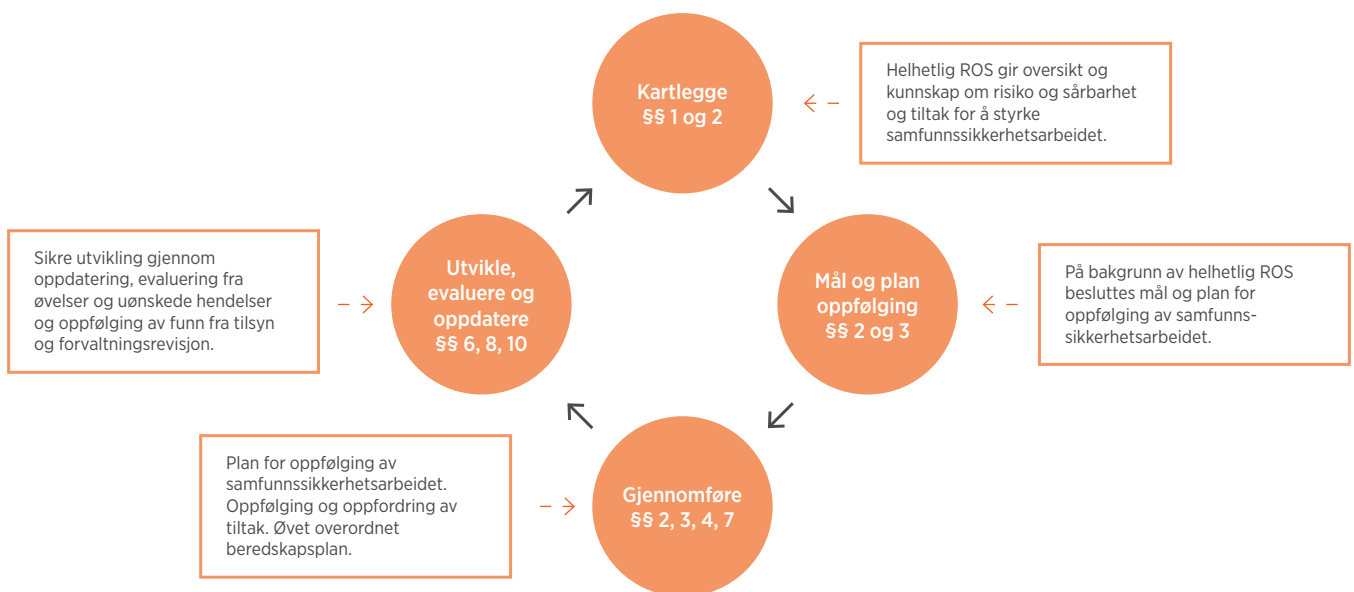 Kartlegge
§§ 1 og 2
Helhetlig ROS gir oversikt og
kunnskap om risiko og sårbarhet
og tiltak for å styrke
samfunnssikkerhetsarbeidet.
Mål og plan
oppfølging
§§ 2 og 3
På bakgrunn av helhetlig ROS
besluttes mål og plan for
oppfølging av samfunns-
sikkerhetsarbeidet.
Gjennomføre
§§ 2, 3, 4, 7
Plan for oppfølging av
samfunnssikkerhetsarbeidet.
Oppfølging og oppfordring av
tiltak. Øvet overordnet
beredskapsplan.
Utvikle,
evaluere og
oppdatere
§§ 6, 8, 10
Sikre utvikling gjennom
oppdatering, evaluering fra
øvelser og uønskede hendelser
og oppfølging av funn fra tilsyn
og forvaltningsrevisjon.